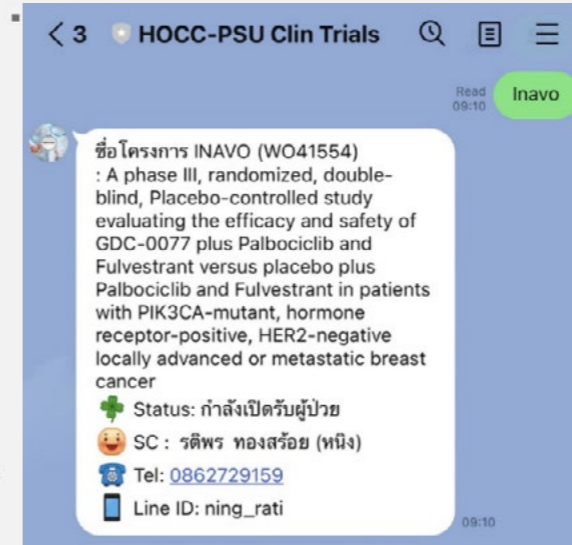 3 HOCC-PSU Clin Trials
Read
09:10
Inavo
ชื่อโครงการ INAVO (WO41554)
: A phase III, randomized, double-
blind, Placebo-controlled study
evaluating the efficacy and safety of
GDC-0077 plus Palbociclib and
Fulvestrant versus placebo plus
Palbociclib and Fulvestrant in patients
with PIK3CA-mutant, hormone
receptor-positive, HER2-negative
locally advanced or metastatic breast
cancer
Status: กำลังเปิดรับผู้ป่วย
SC : รติพร ทองสร้อย (หนิง)
Tel: 0862729159
Line ID: ning_rati
09:10